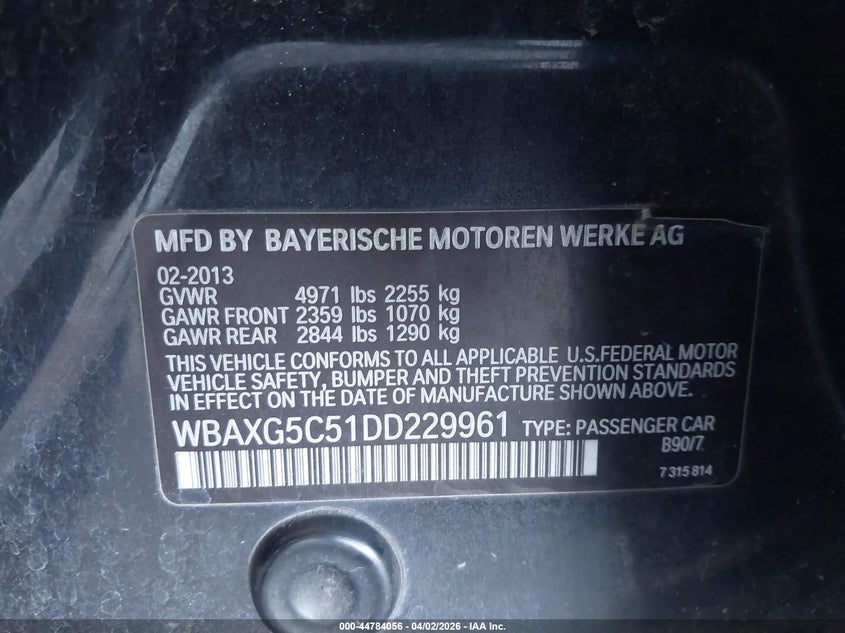 MFD BY BAYERISCHE MOTOREN WERKE AG
02-2013
GVWR 4971 lbs 2255 kg
GAWR FRONT 2359 lbs 1070 kg
GAWR REAR 2844 lbs 1290 kg
THIS VEHICLE CONFORMS TO ALL APPLICABLE U.S.FEDERAL MOTOR
VEHICLE SAFETY, BUMPER AND THEFT PREVENTION STANDARDS
IN EFFECT ON THE DATE OF MANUFACTURE SHOWN ABOVE.
WBAXG5C51DD229961 TYPE: PASSENGER CAR
B90/7
7 315 814
000-44784056 | 04/02/2026 - IAA Inc.